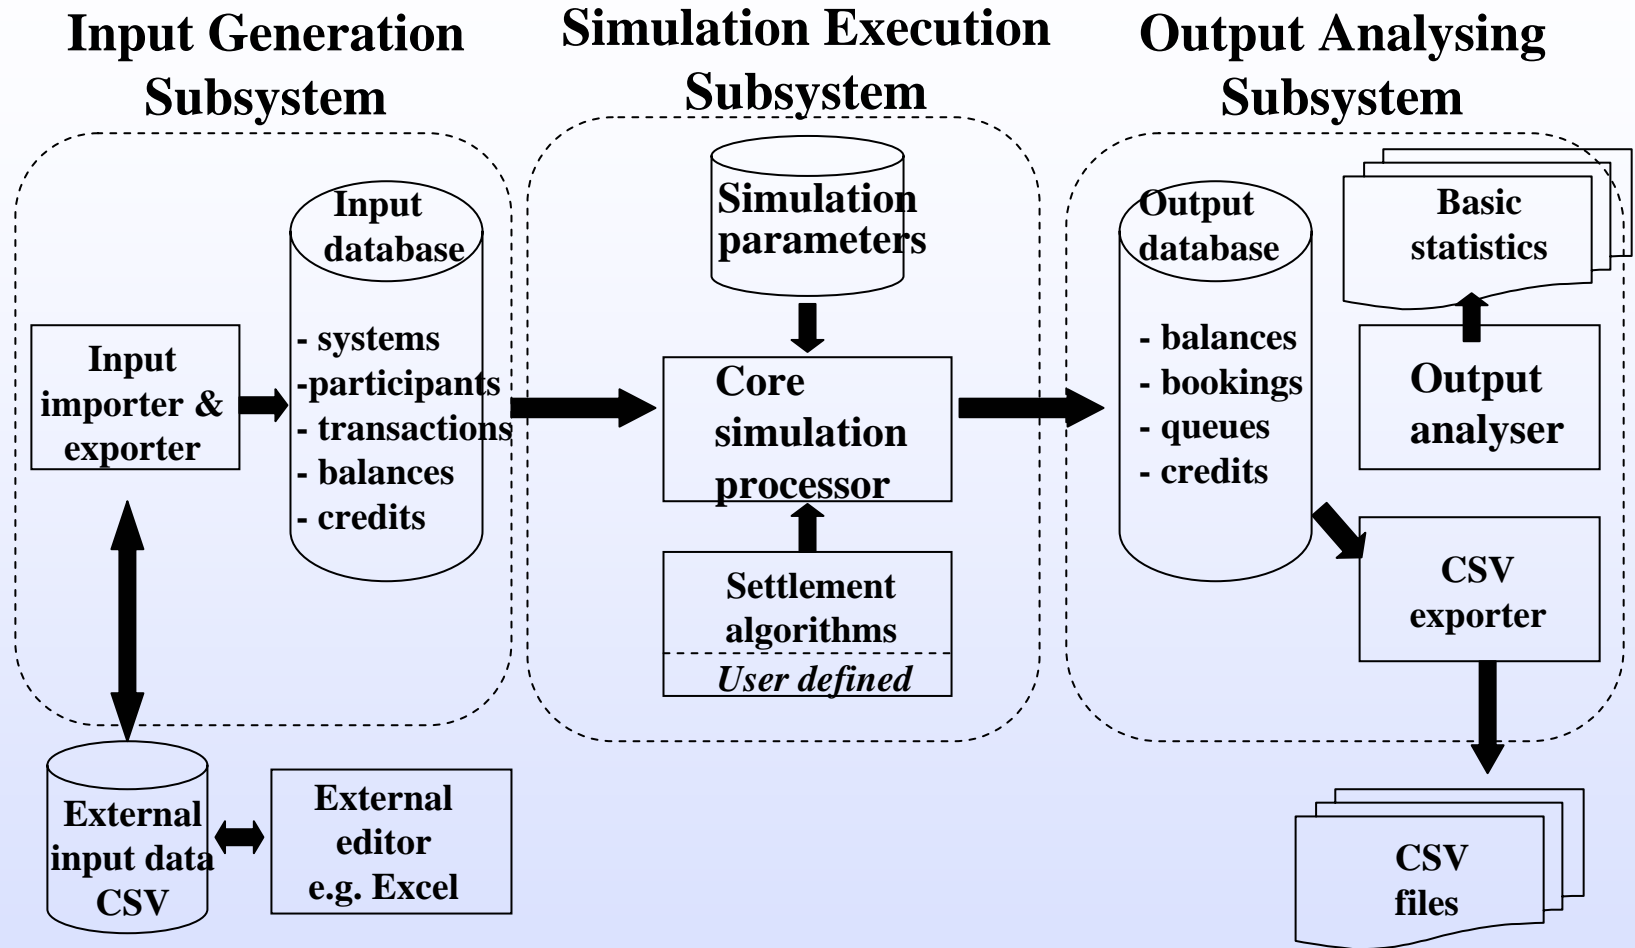 Input Generation
Subsystem
Simulation Execution
Subsystem
Output Analysing
Subsystem
Input
database
- systems
-participants
- transactions
- balances
- credits
Input
importer &
exporter
External
input data
CSV
External
editor
e.g. Excel
Simulation
parameters
Core
simulation
processor
Settlement
algorithms
User defined
Output
database
- balances
- bookings
- queues
- credits
Basic
statistics
Output
analyser
CSV
exporter
CSV
files